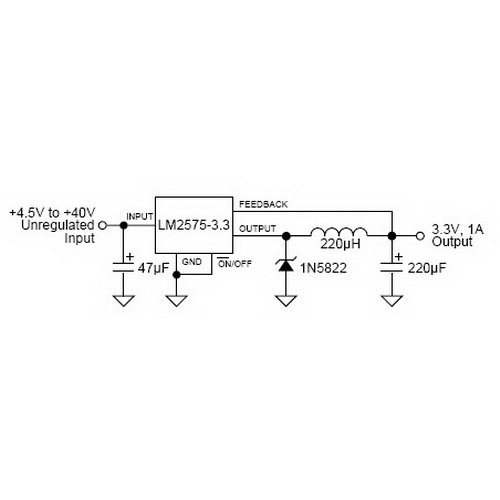 +4.5V to +40V
Unregulated
Input
INPUT
LM2575-3.3
FEEDBACK
OUTPUT
GND
ON/OFF
47µF
220µH
1N5822
220µF
3.3V, 1A
Output
+
+